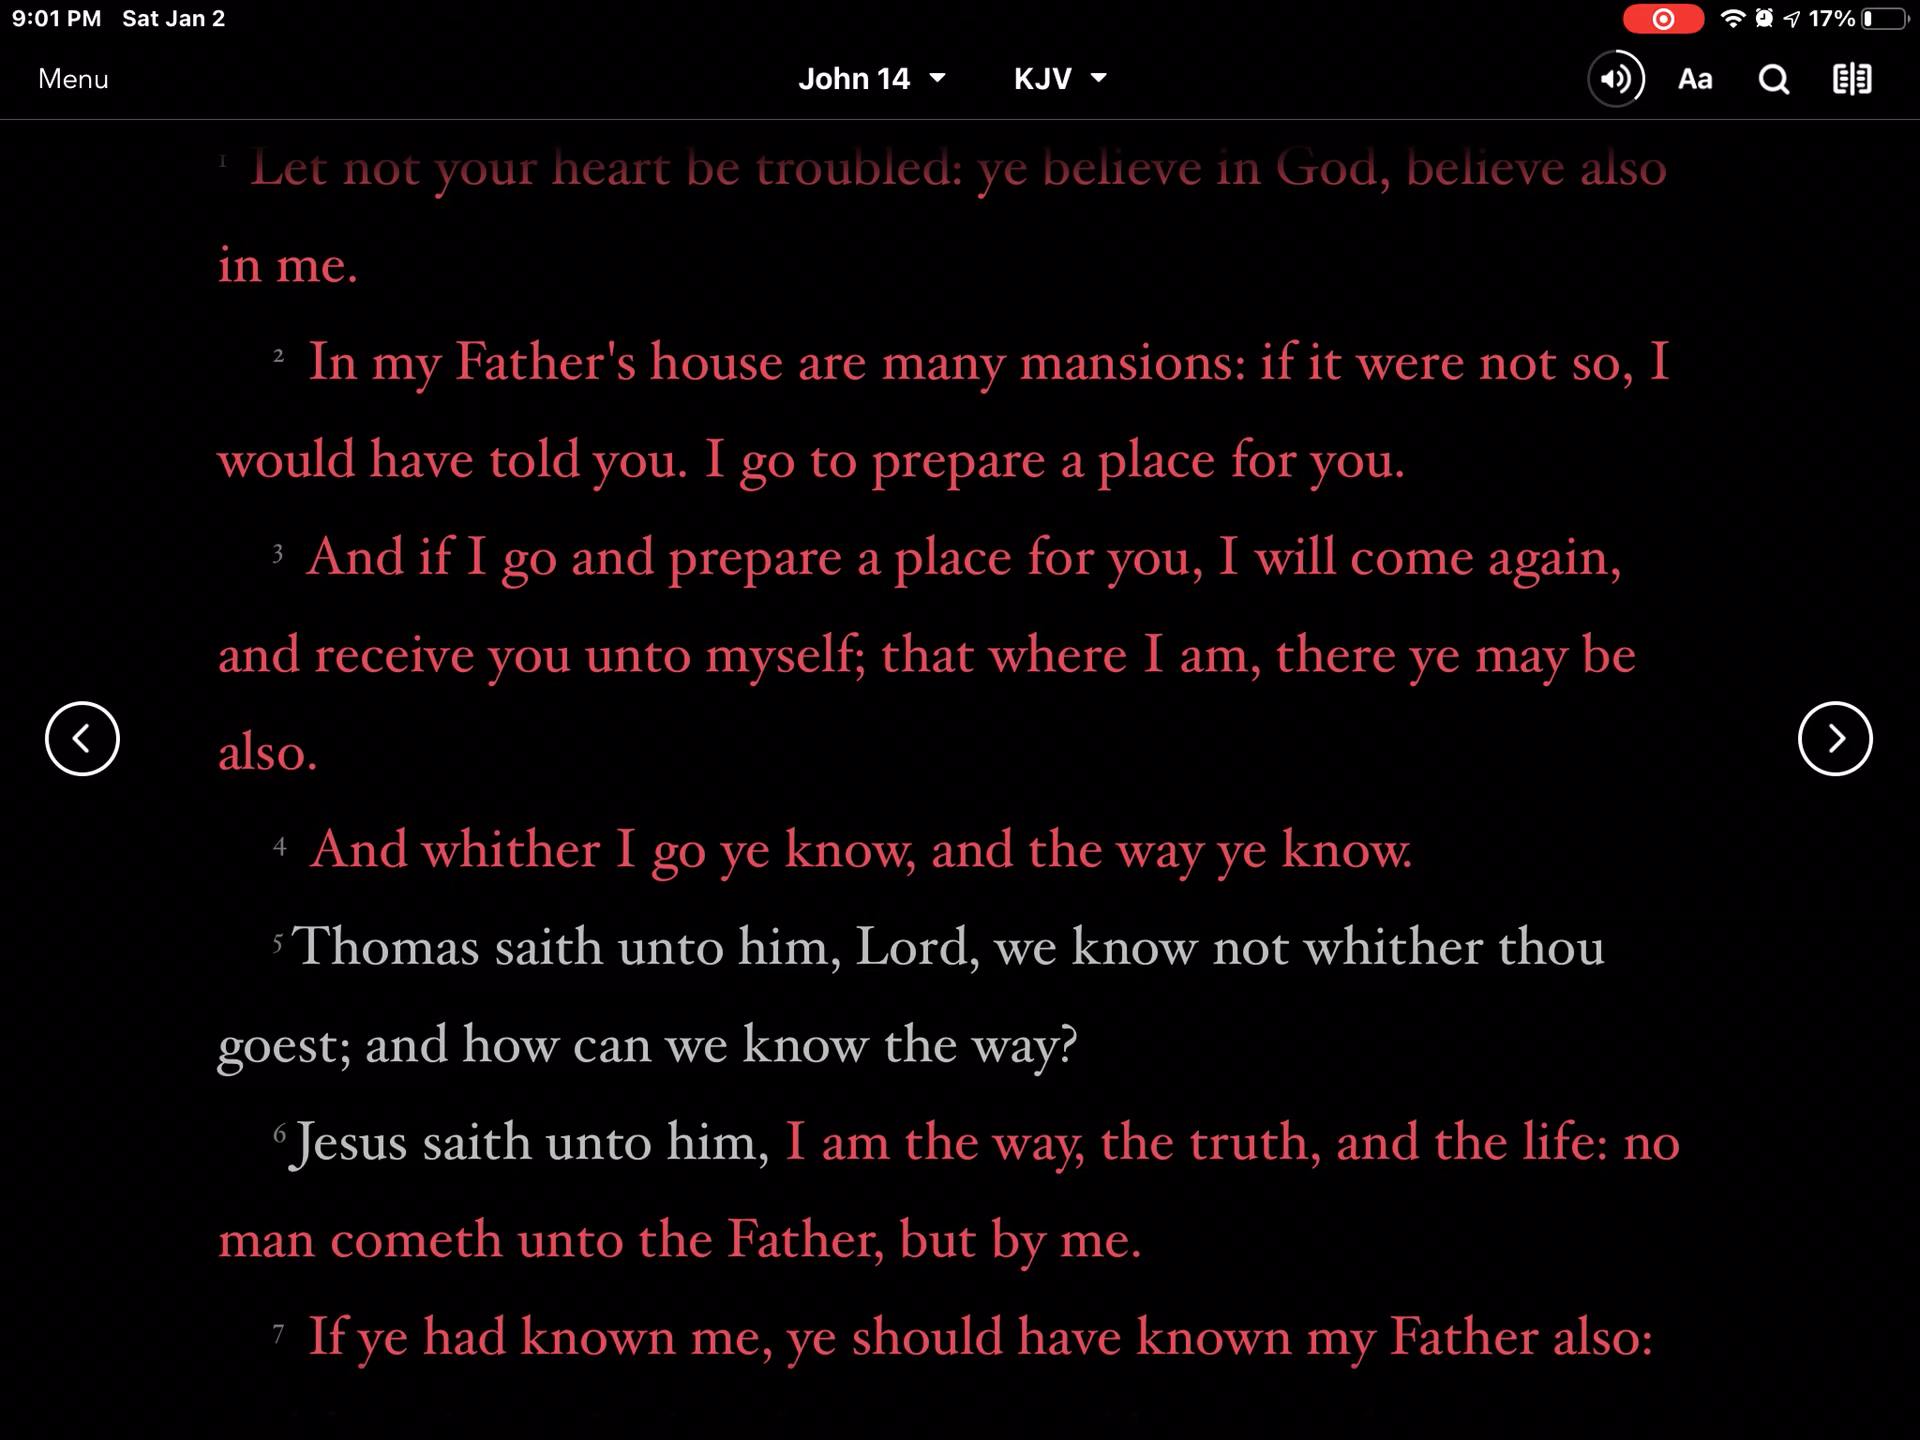 9:01 PM Sat Jan 2 17%
Menu John 14 KJV Aa
1 Let not your heart be troubled: ye believe in God, believe also
in me.
2 In my Father's house are many mansions: if it were not so, I
would have told you. I go to prepare a place for you.
3 And if I go and prepare a place for you, I will come again,
and receive you unto myself; that where I am, there ye may be
also.
4 And whither I go ye know, and the way ye know.
5 Thomas saith unto him, Lord, we know not whither thou
goest; and how can we know the way?
6 Jesus saith unto him, I am the way, the truth, and the life: no
man cometh unto the Father, but by me.
7 If ye had known me, ye should have known my Father also: